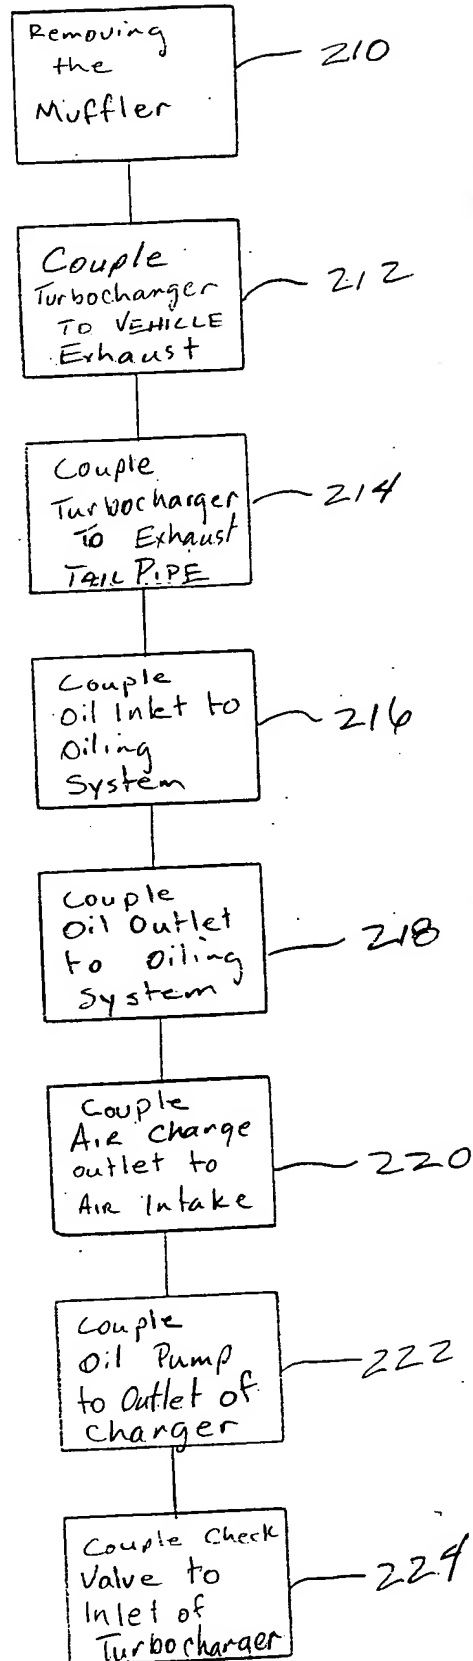 Removing
the
Muffler
210
Couple
Turbocharger
TO VEHICLE
Exhaust
212
Couple
Turbocharger
TO Exhaust
TAIL PIPE
214
Couple
Oil Inlet to
Oiling
System
216
Couple
Oil Outlet
to Oiling
System
218
Couple
AIR Charge
outlet to
AIR Intake
220
Couple
Oil Pump
to Outlet of
charger
222
Couple Check
Valve to
Inlet of
Turbocharger
224